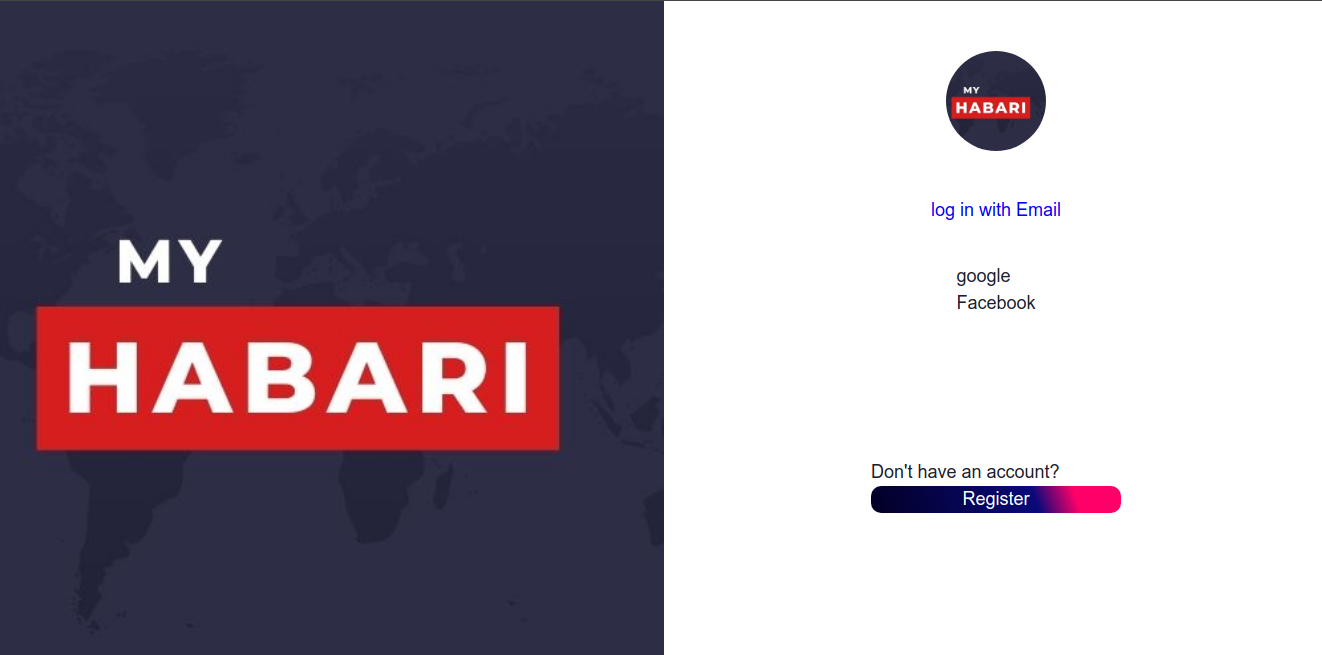 MY
HABARI
MY
HABARI
log in with Email
google
Facebook
Don't have an account?
Register